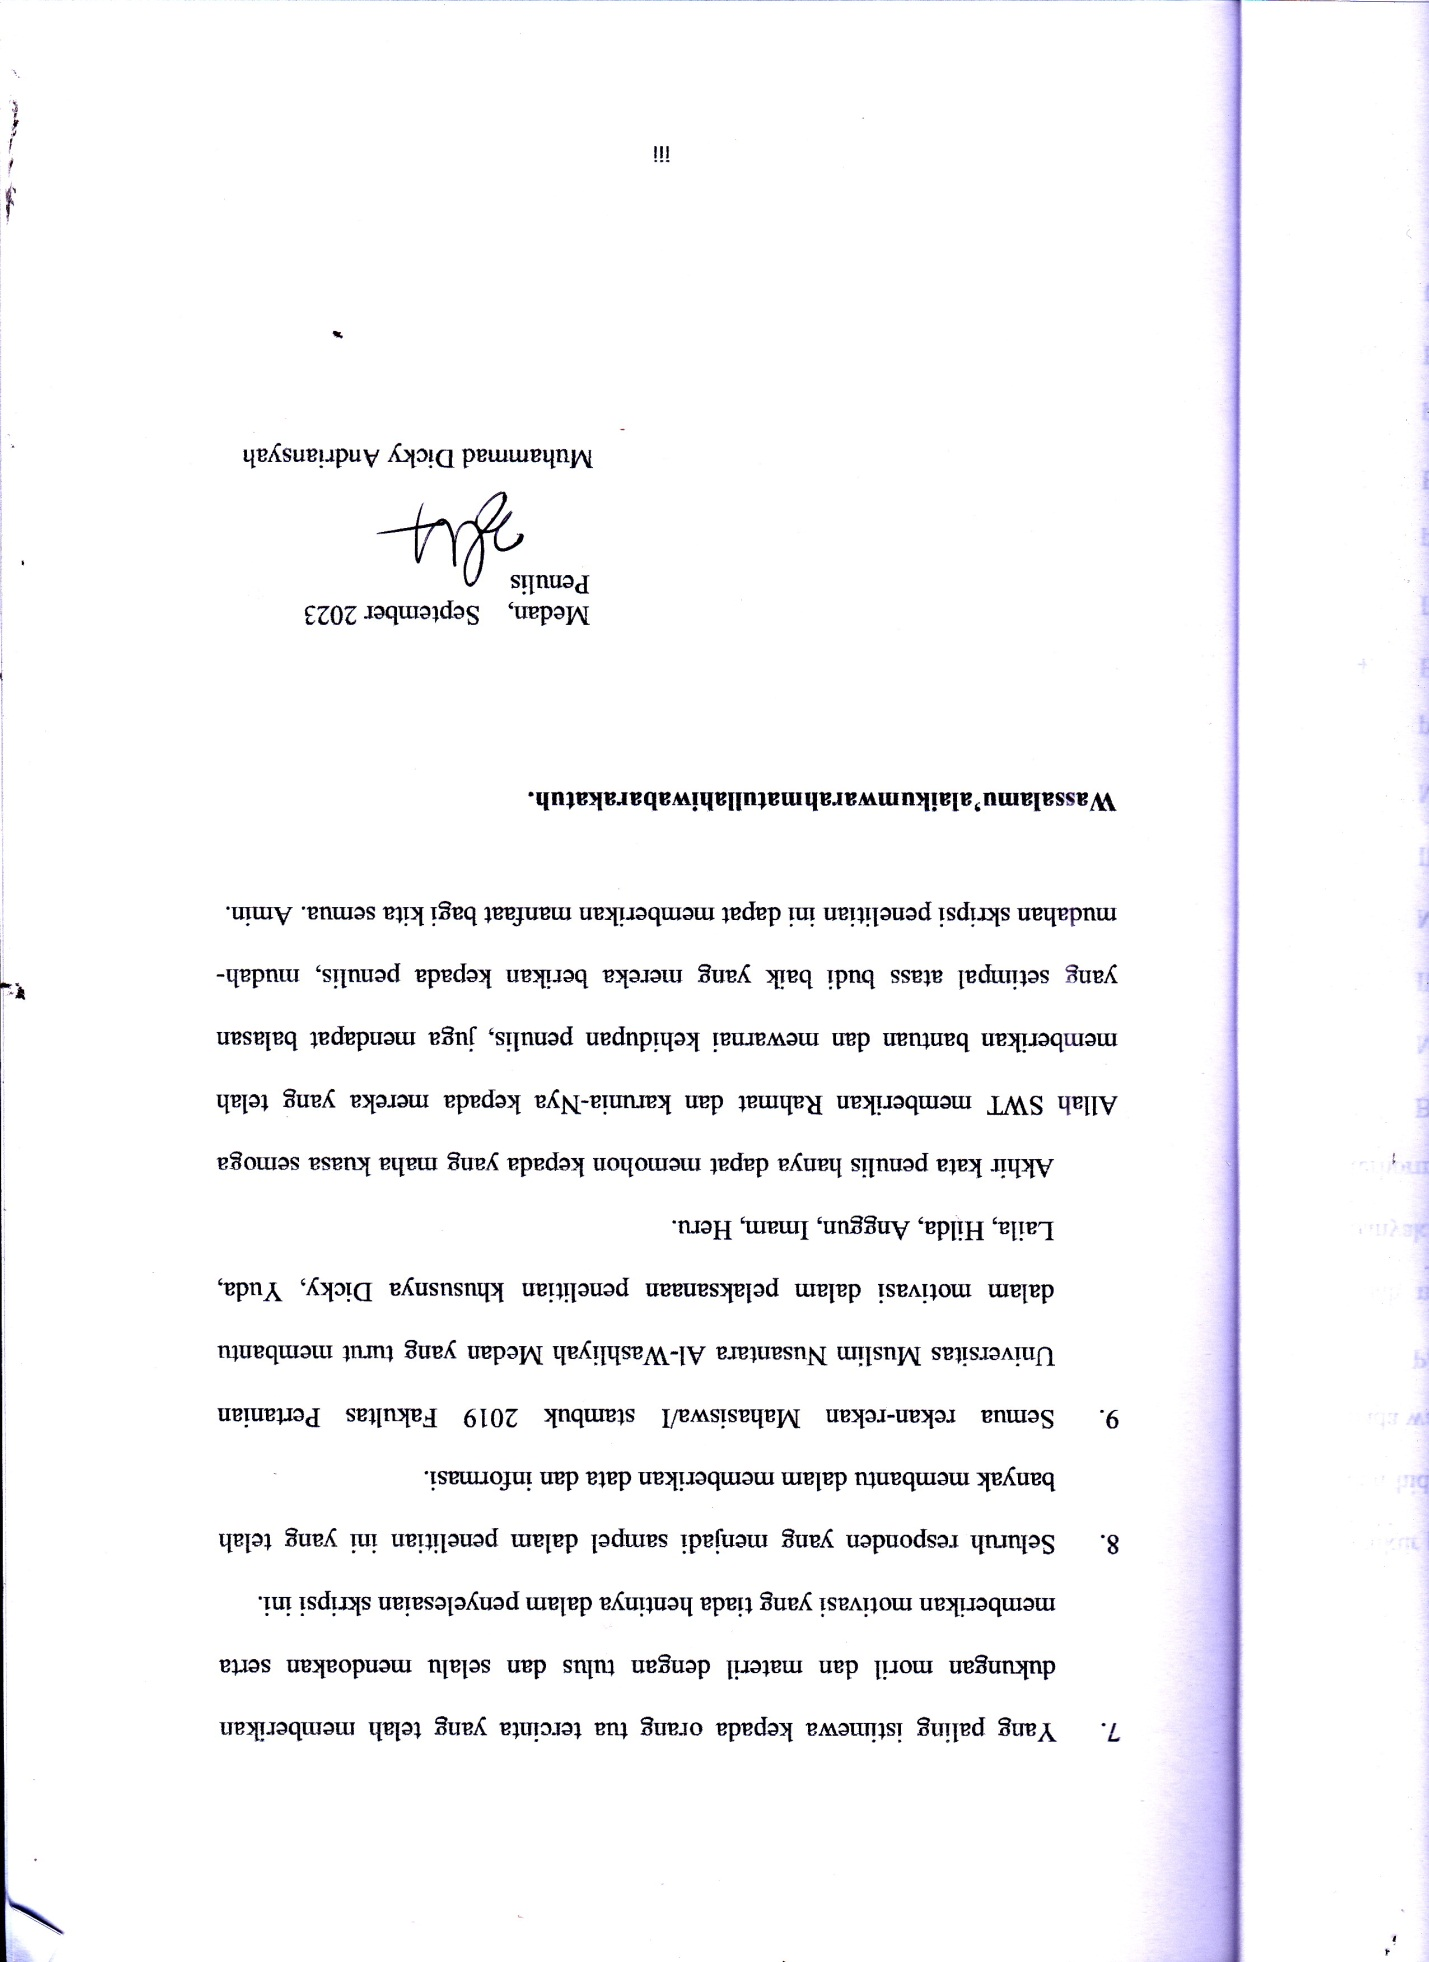 7. Yang paling istimewa kepada orang tua tercinta yang telah memberikan
dukungan moril dan materil dengan tulus dan selalu mendoakan serta
memberikan motivasi yang tiada hentinya dalam penyelesaian skripsi ini.
8. Seluruh responden yang menjadi sampel dalam penelitian ini yang telah
banyak membantu dalam memberikan data dan informasi.
9. Semua rekan-rekan Mahasiswa/I stambuk 2019 Fakultas Pertanian
Universitas Muslim Nusantara Al-Washliyah Medan yang turut membantu
dalam motivasi dalam pelaksanaan penelitian khususnya Dicky, Yuda,
Laila, Hilda, Anggun, Imam, Heru.
Akhir kata penulis hanya dapat memohon kepada yang maha kuasa semoga
Allah SWT memberikan Rahmat dan karunia-Nya kepada mereka yang telah
memberikan bantuan dan mewarnai kehidupan penulis, juga mendapat balasan
yang setimpal atass budi baik yang mereka berikan kepada penulis, mudah-
mudahan skripsi penelitian ini dapat memberikan manfaat bagi kita semua. Amin.
Wassalamu’alaikumwarahmatullahiwabarakatuh.
Medan, September 2023
Penulis
Muhammad Dicky Andriansyah
iii